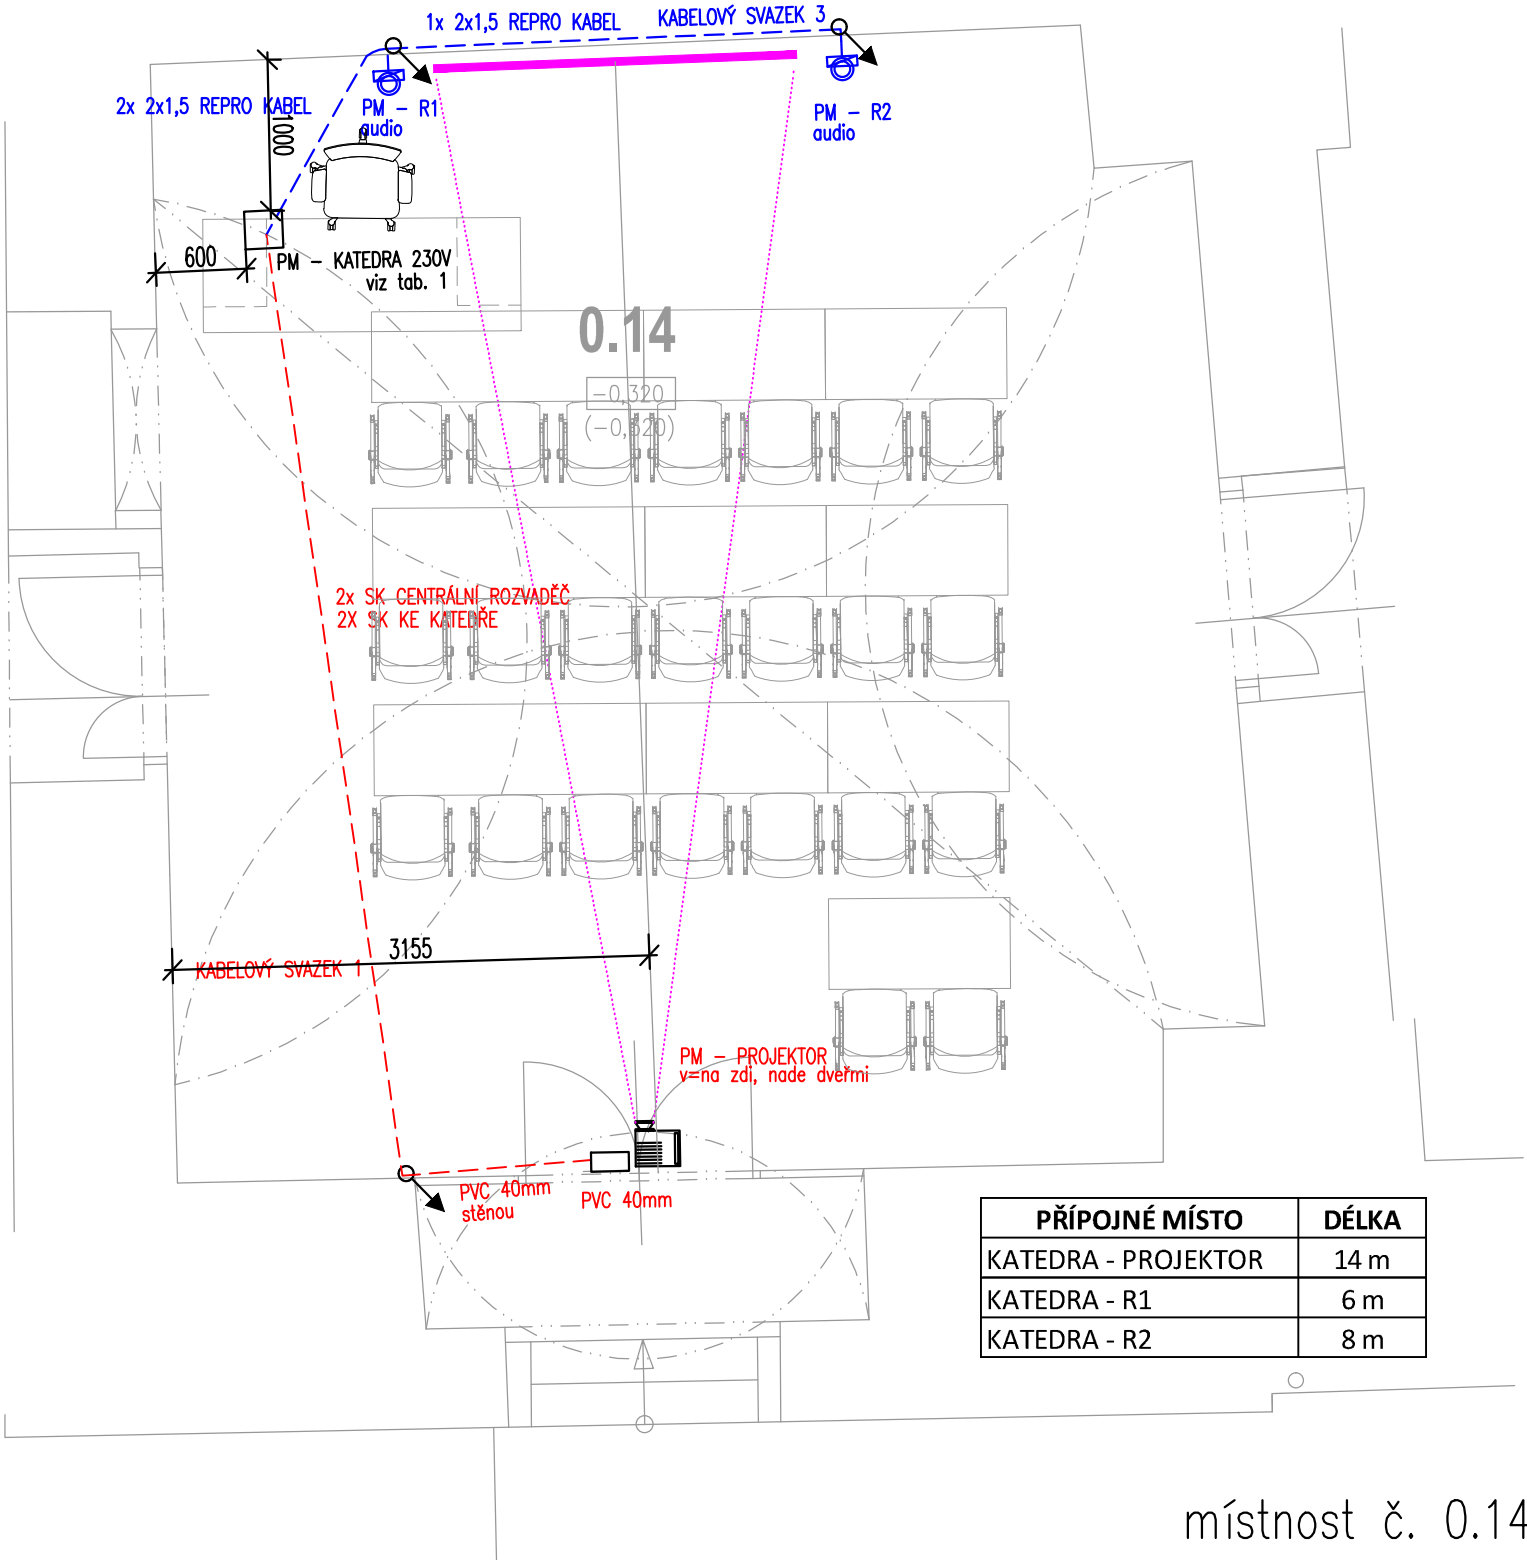 1x 2x1,5 REPRO KABEL
KABELOVÝ SVAZEK 3
2x 2x1,5 REPRO KABEL
PM - R1
audio
PM - R2
audio
1000
600
PM - KATEDRA 230V
viz tab. 1
0.14
-0,320
(-0,320)
2x SK CENTRÁLNÍ ROZVADĚČ
2X SK KE KATEDŘE
3155
KABELOVÝ SVAZEK 1
PM - PROJEKTOR
v=na zdi, nade dveřmi
PVC 40mm
stěnou
PVC 40mm
PŘÍPOJNÉ MÍSTO DÉLKA
KATEDRA - PROJEKTOR 14 m
KATEDRA - R1 6 m
KATEDRA - R2 8 m
místnost č. 0.14